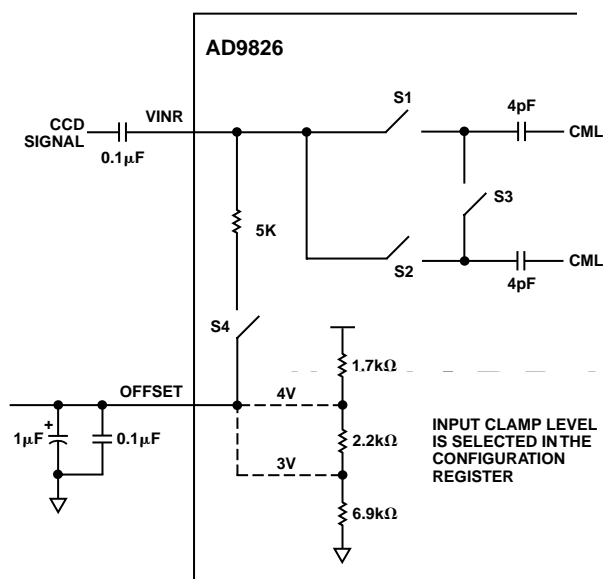 AD9826
S1
4pF
CCD
SIGNAL
VINR
CML
0.1μF
S3
5K
S2
CML
4pF
S4
1.7kΩ
OFFSET
4V
1μF
+
0.1μF
2.2kΩ
3V
INPUT CLAMP LEVEL
IS SELECTED IN THE
CONFIGURATION
REGISTER
6.9kΩ